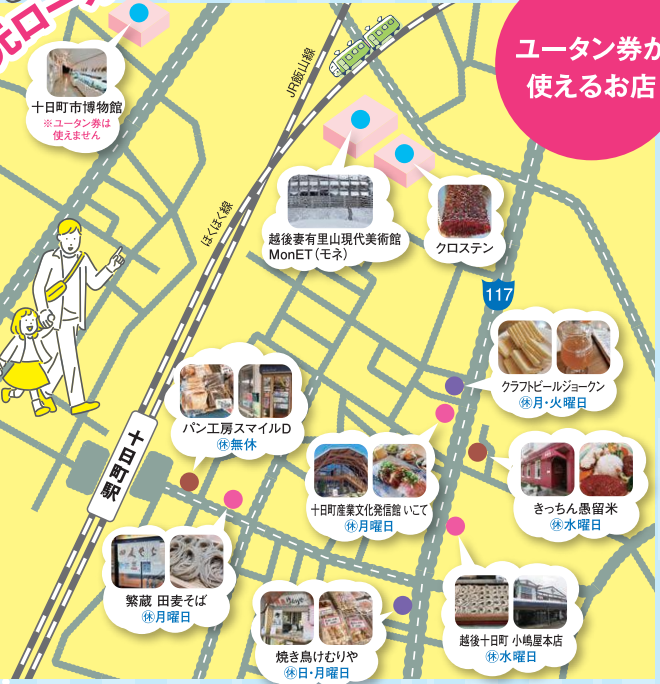 元ロー
ユータン券が
使えるお店
十日町市博物館
※ユータン券は
使えません
JR飯山線
ほくほく線
越後妻有里山現代美術館
MonET（モネ）
クロステン
117
クラフトビールジョークン
㊡月・火曜日
パン工房スマイルD
㊡無休
十日町駅
十日町産業文化発信館 いこて
㊡月曜日
きっちん愚留米
㊡水曜日
繁蔵 田麦そば
㊡月曜日
焼き鳥けむりや
㊡日・月曜日
越後十日町 小嶋屋本店
㊡水曜日